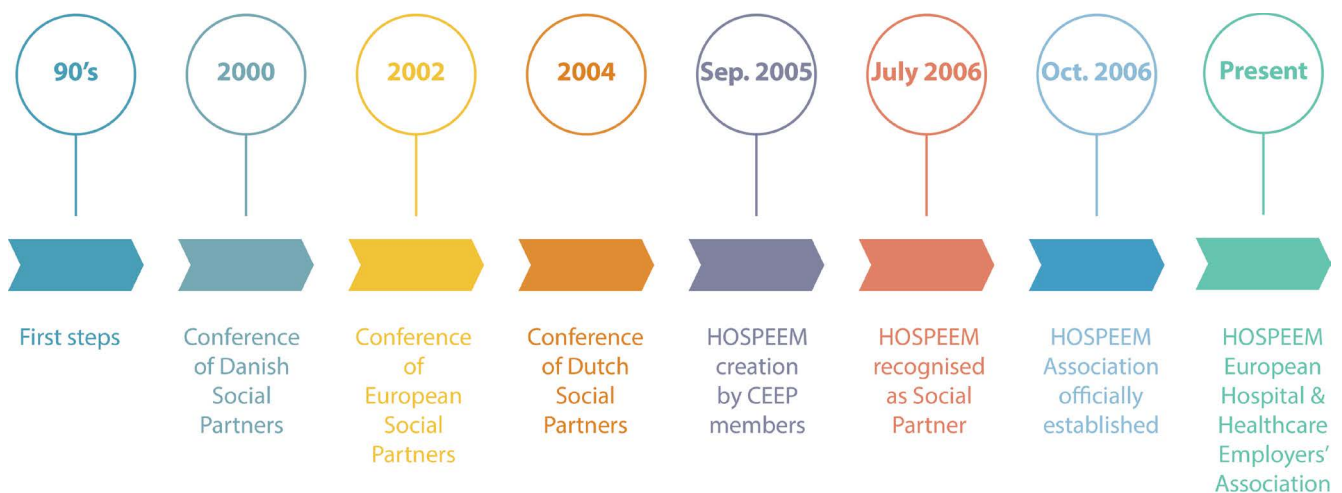 90's
2000
2002
2004
Sep. 2005
July 2006
Oct. 2006
Present
First steps
Conference
of Danish
Social
Partners
Conference
of
European
Social
Partners
Conference
of Dutch
Social
Partners
HOSPEEM
creation
by CEEP
members
HOSPEEM
recognised
as Social
Partner
HOSPEEM
Association
officially
established
HOSPEEM
European
Hospital &
Healthcare
Employers'
Association